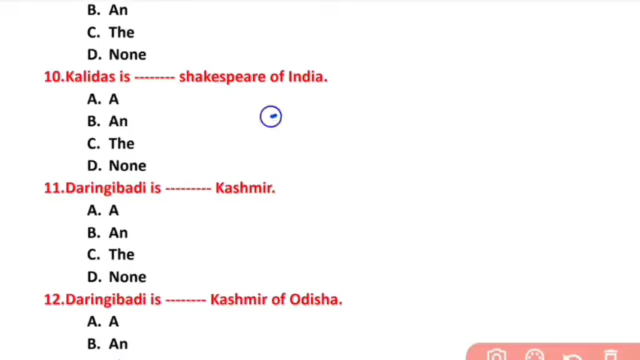 B. An
C. The
D. None
10.Kalidas is -------- shakespeare of India.
A. A
B. An
C. The
D. None
11.Daringibadi is --------- Kashmir.
A. A
B. An
C. The
D. None
12.Daringibadi is -------- Kashmir of Odisha.
A. A
B. An